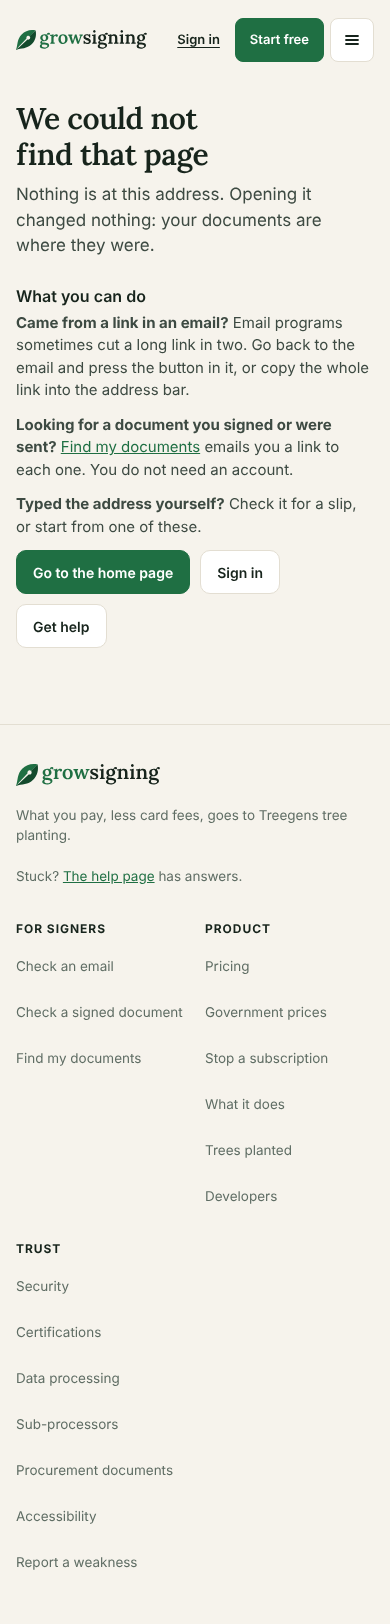 growsigning
Sign in
Start free
We could not
find that page
Nothing is at this address. Opening it
changed nothing: your documents are
where they were.
What you can do
Came from a link in an email? Email programs
sometimes cut a long link in two. Go back to the
email and press the button in it, or copy the whole
link into the address bar.
Looking for a document you signed or were
sent? Find my documents emails you a link to
each one. You do not need an account.
Typed the address yourself? Check it for a slip,
or start from one of these.
Go to the home page
Sign in
Get help
growsigning
What you pay, less card fees, goes to Treegens tree
planting.
Stuck? The help page has answers.
FOR SIGNERS
Check an email
Check a signed document
Find my documents
PRODUCT
Pricing
Government prices
Stop a subscription
What it does
Trees planted
Developers
TRUST
Security
Certifications
Data processing
Sub-processors
Procurement documents
Accessibility
Report a weakness